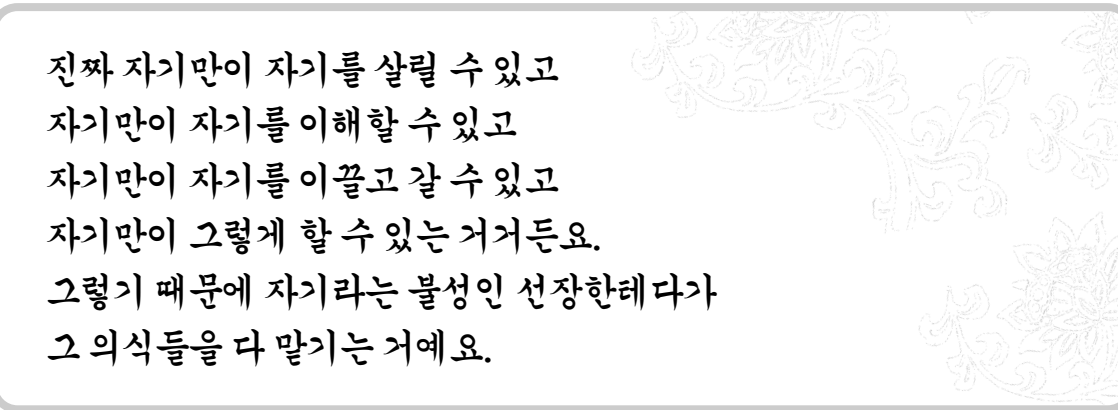 진짜 자기만이 자기를 살릴 수 있고
자기만이 자기를 이해할 수 있고
자기만이 자기를 이끌고 갈 수 있고
자기만이 그렇게 할 수 있는 거거든요.
그렇기 때문에 자기라는 불성인 선장한테다가
그 의식들을 다 맡기는 거예요.